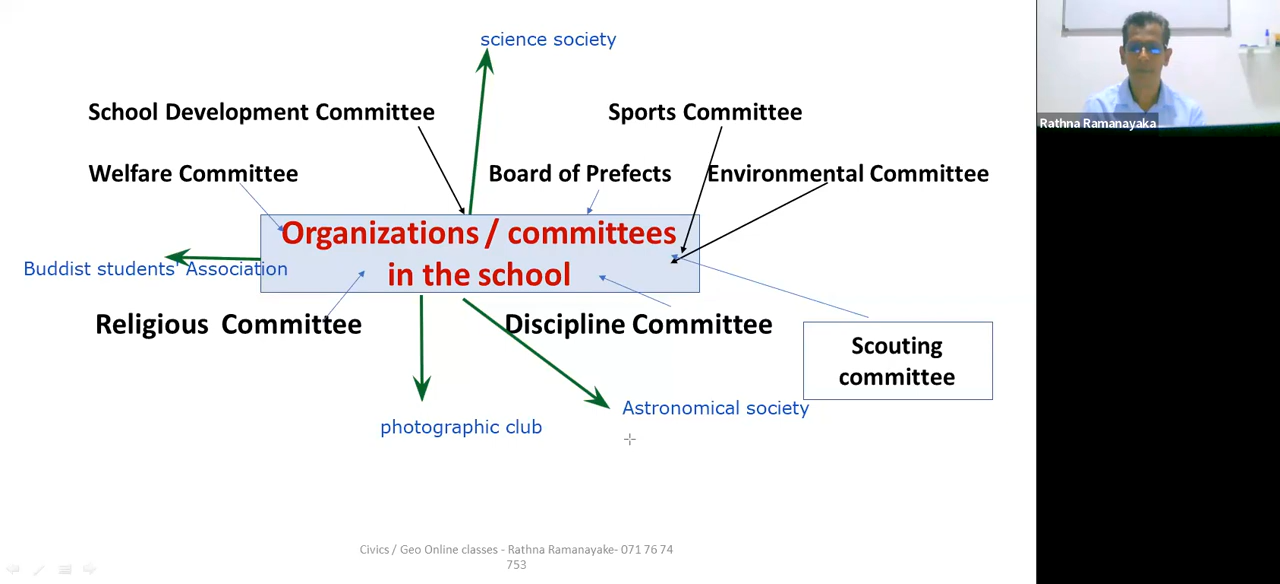 science society
School Development Committee
Sports Committee
Welfare Committee
Board of Prefects
Environmental Committee
Organizations / committees
in the school
Buddist students' Association
Religious Committee
Discipline Committee
Scouting
committee
Astronomical society
photographic club
Civics / Geo Online classes - Rathna Ramanayake- 071 76 74
753
Rathna Ramanayaka